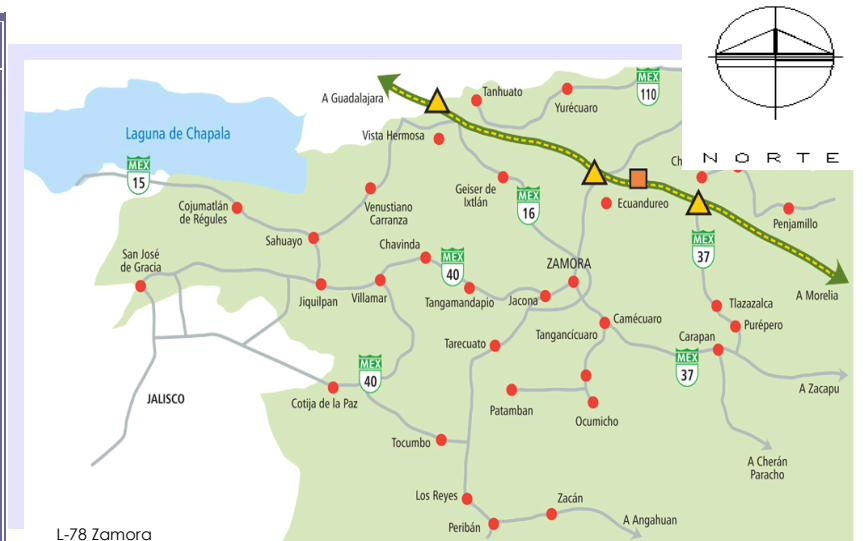 NORTE
A Guadalajara
Tanhuato
Yurécuaro
MEX
110
Laguna de Chapala
Vista Hermosa
Ch
MEX
15
Cojumatlán
de Régules
Venustiano
Carranza
Geiser de
Ixtlán
MEX
16
Ecuandureo
Penjamillo
Sahuayo
Chavinda
San José
de Gracia
MEX
40
ZAMORA
MEX
37
Jiquilpan
Villamar
Tangamandapio
Jacona
A Morelia
Tlazazalca
Camécuaro
Purépero
Tarecuato
Tangancícuaro
Carapan
MEX
40
MEX
37
JALISCO
Cotija de la Paz
Patamban
Ocumicho
A Zacapu
Tocumbo
A Cherán
Paracho
Los Reyes
Zacán
Peribán
A Angahuan
L-78 Zamora